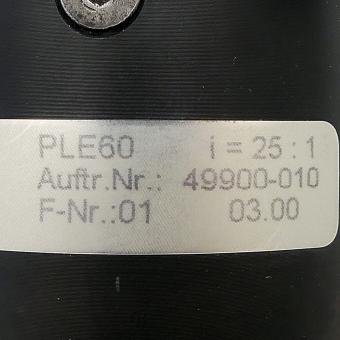 PLE60 i = 25 : 1
Auftr.Nr.: 49900-010
F-Nr.:01 03.00